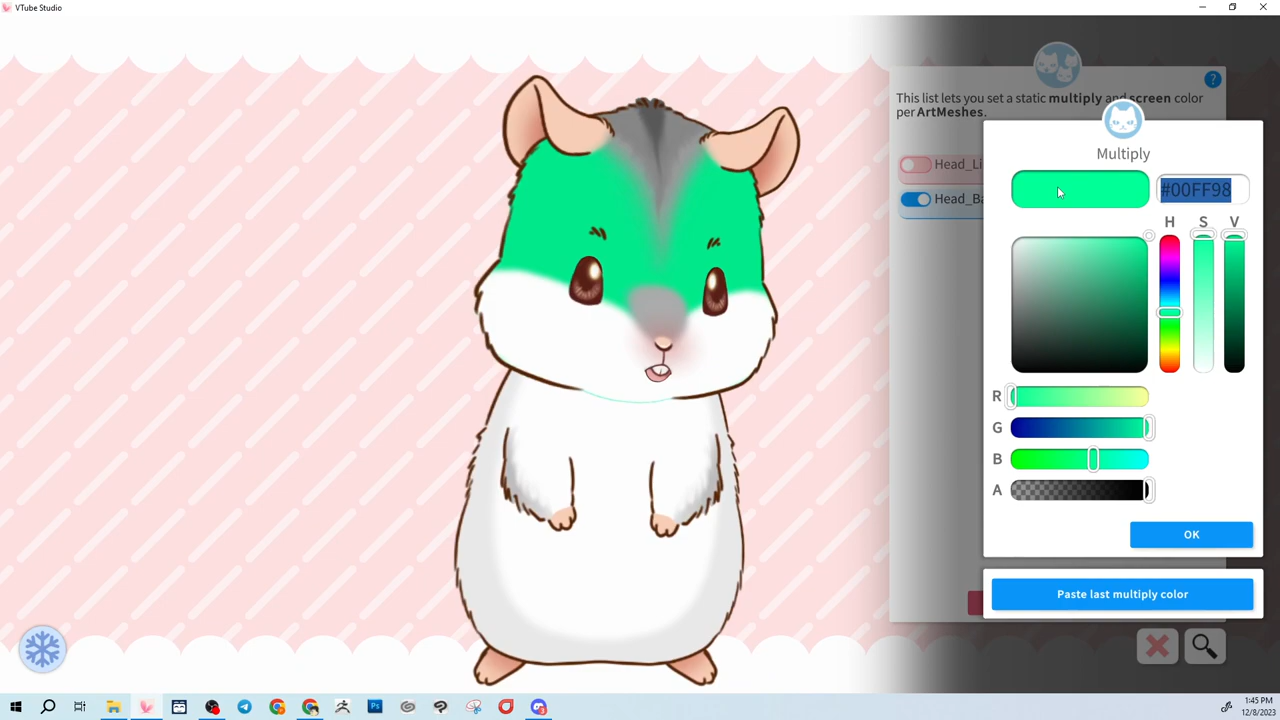 VTube Studio
?
This list lets you set a static multiply and screen color
per ArtMeshes.
Head_Li
Head_Ba
Multiply
#00FF98
H S V
R
G
B
A
OK
Paste last multiply color
Ps
1:45 PM
12/8/2023